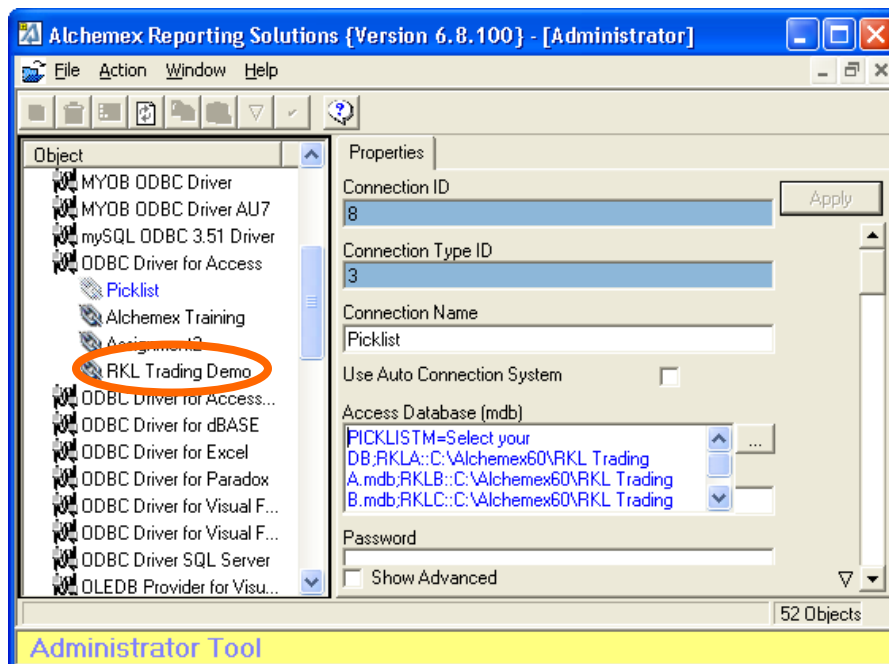 Alchemex Reporting Solutions {Version 6.8.100} - [Administrator]
File Action Window Help
Object
MYOB ODBC Driver
MYOB ODBC Driver AU7
mySQL ODBC 3.51 Driver
ODBC Driver for Access
Picklist
Alchemex Training
Assignment2
RKL Trading Demo
ODBC Driver for Access...
ODBC Driver for dBASE
ODBC Driver for Excel
ODBC Driver for Paradox
ODBC Driver for Visual F...
ODBC Driver for Visual F...
ODBC Driver SQL Server
OLEDB Provider for Visu...
Properties
Connection ID
8
Apply
Connection Type ID
3
Connection Name
Picklist
Use Auto Connection System
Access Database (mdb)
PICKLISTM=Select your
DB;RKLA::C:\Alchemex60\RKL Trading
A.mdb;RKLB::C:\Alchemex60\RKL Trading
B.mdb;RKLC::C:\Alchemex60\RKL Trading
...
Password
Show Advanced
52 Objects
Administrator Tool